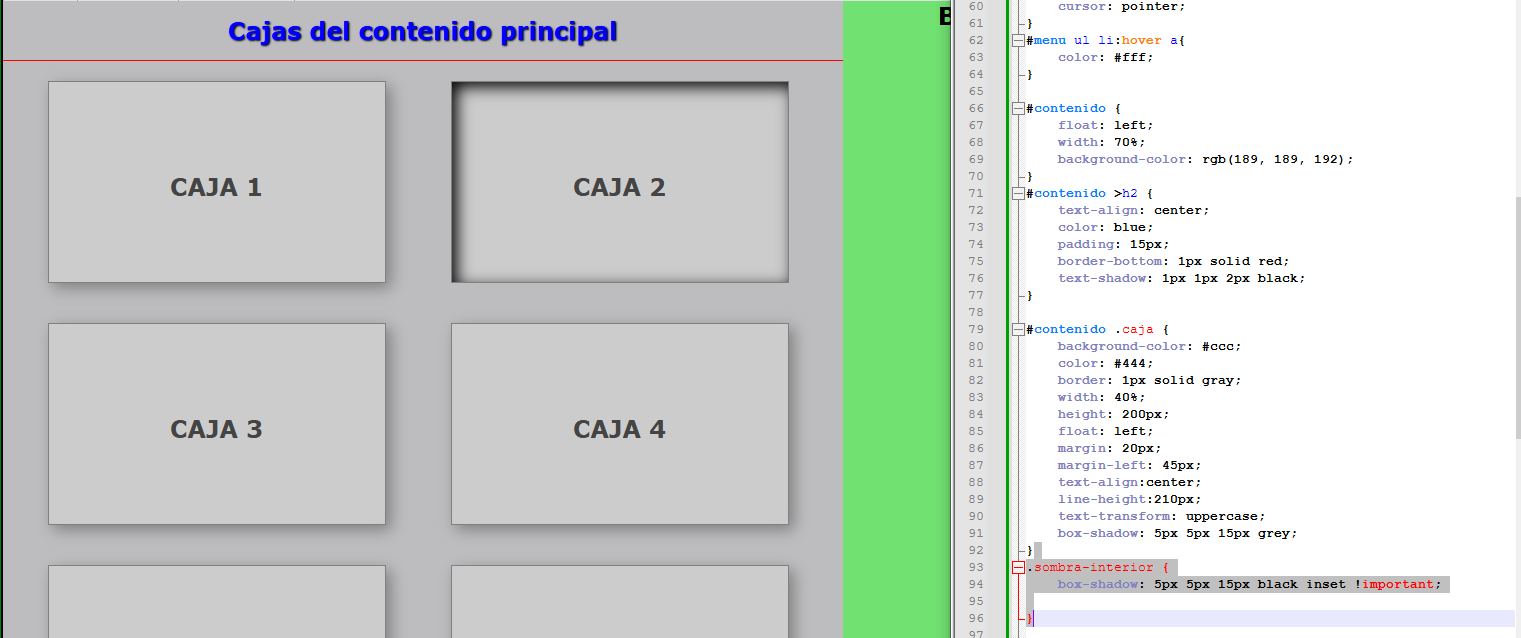 Cajas del contenido principal
CAJA 1
CAJA 2
CAJA 3
CAJA 4
B
60 cursor: pointer;
61 }
62 #menu ul li:hover a{
63 color: #fff;
64 }
65
66 #contenido {
67 float: left;
68 width: 70%;
69 background-color: rgb(189, 189, 192);
70 }
71 #contenido >h2 {
72 text-align: center;
73 color: blue;
74 padding: 15px;
75 border-bottom: 1px solid red;
76 text-shadow: 1px 1px 2px black;
77 }
78
79 #contenido .caja {
80 background-color: #ccc;
81 color: #444;
82 border: 1px solid gray;
83 width: 40%;
84 height: 200px;
85 float: left;
86 margin: 20px;
87 margin-left: 45px;
88 text-align:center;
89 line-height:210px;
90 text-transform: uppercase;
91 box-shadow: 5px 5px 15px grey;
92 }
93 .sombra-interior {
94 box-shadow: 5px 5px 15px black inset !important;
95
96 }
97